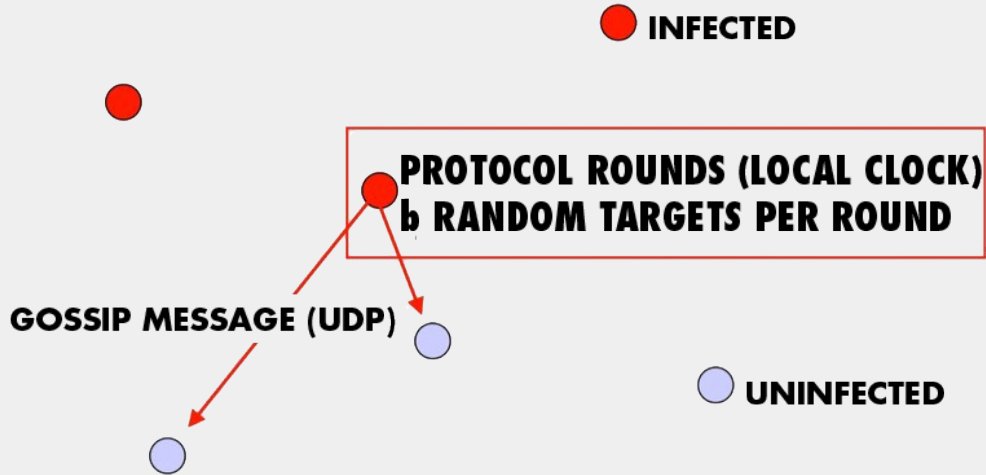 INFECTED
PROTOCOL ROUNDS (LOCAL CLOCK)
b RANDOM TARGETS PER ROUND
GOSSIP MESSAGE (UDP)
UNINFECTED